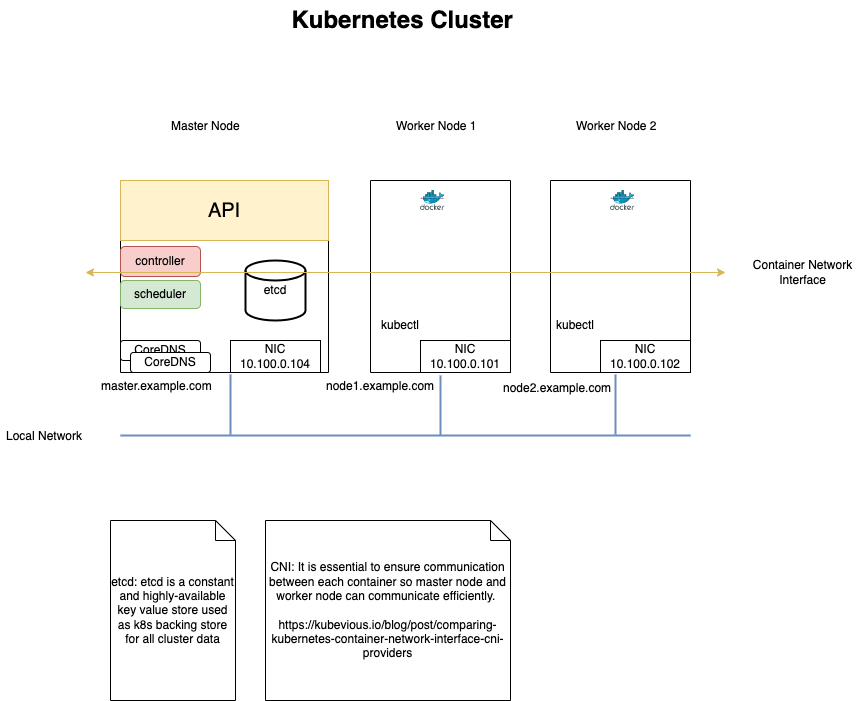 Kubernetes Cluster
Master Node
Worker Node 1
Worker Node 2
API
docker
docker
controller
scheduler
etcd
Container Network
Interface
kubectl
kubectl
CoreDNS
CoreDNS
NIC
10.100.0.104
NIC
10.100.0.101
NIC
10.100.0.102
master.example.com
node1.example.com
node2.example.com
Local Network
etcd: etcd is a constant
and highly-available
key value store used
as k8s backing store
for all cluster data
CNI: It is essential to ensure communication
between each container so master node and
worker node can communicate efficiently.
https://kubevious.io/blog/post/comparing-
kubernetes-container-network-interface-cni-
providers